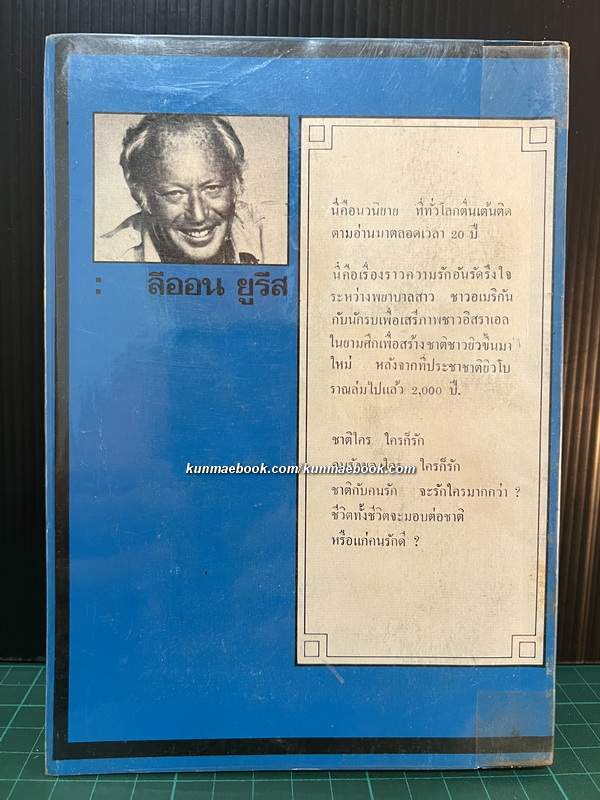 : ลีออน ยูรีส
นี่คือนวนิยาย ที่ทั่วโลกตื่นเต้นติด
ตามอ่านมาตลอดเวลา 20 ปี
นี่คือเรื่องราวความรักอันรัดรึงใจ
ระหว่างพยาบาลสาว ชาวอเมริกัน
กับนักรบเพื่อเสรีภาพชาวอิสราเอล
ในยามศึกเพื่อสร้างชาติชาวยิวขึ้นมา
ใหม่ หลังจากที่ประชาชาติยิวโบ
ราณล่มไปแล้ว 2,000 ปี.
ชาติใคร ใครก็รัก
ใครก็รัก
kunmaebook.com/kunmaebook.com
ชาติกับคนรัก จะรักใครมากกว่า ?
ชีวิตทั้งชีวิตจะมอบต่อชาติ
หรือแก่คนรักดี ?